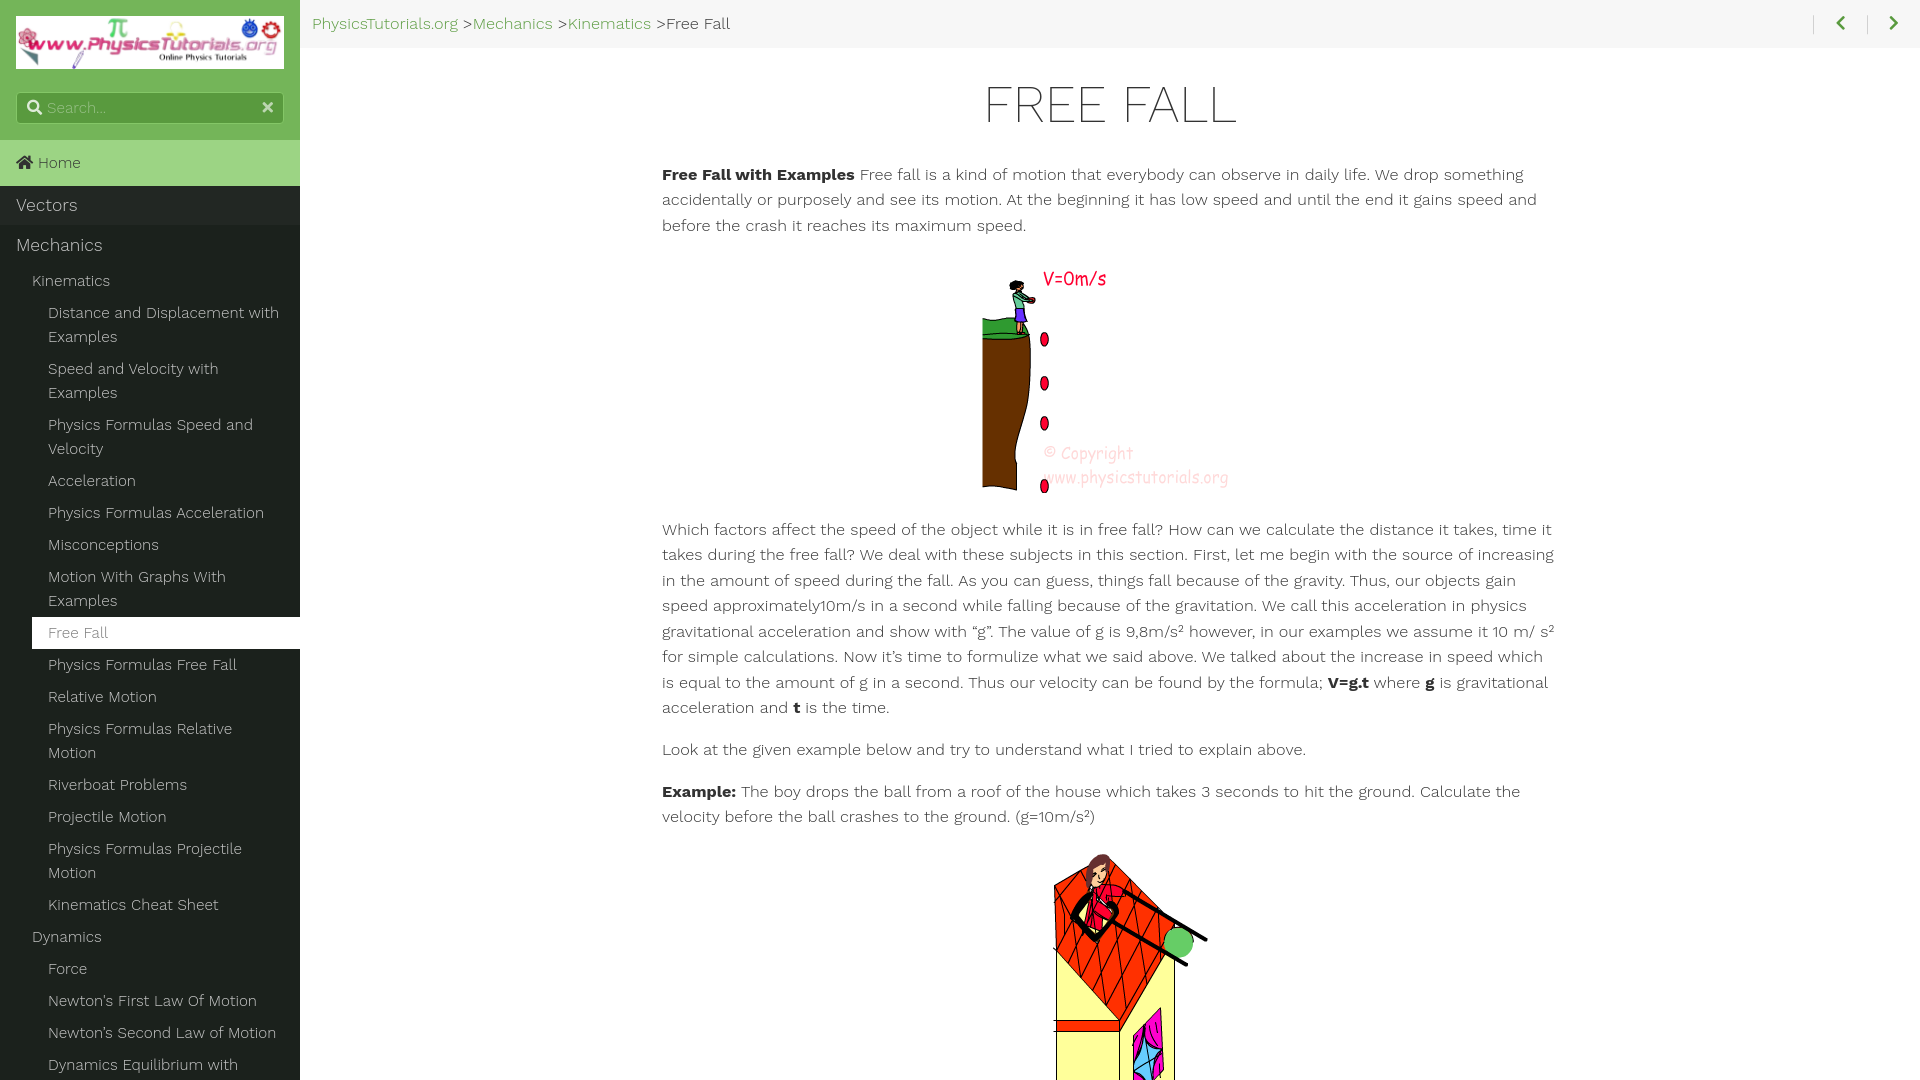 www.PhysicsTutorials.org
π
Online Physics Tutorials
Search...
Home
Vectors
Mechanics
Kinematics
Distance and Displacement with
Examples
Speed and Velocity with
Examples
Physics Formulas Speed and
Velocity
Acceleration
Physics Formulas Acceleration
Misconceptions
Motion With Graphs With
Examples
Free Fall
Physics Formulas Free Fall
Relative Motion
Physics Formulas Relative
Motion
Riverboat Problems
Projectile Motion
Physics Formulas Projectile
Motion
Kinematics Cheat Sheet
Dynamics
Force
Newton's First Law Of Motion
Newton’s Second Law of Motion
Dynamics Equilibrium with
PhysicsTutorials.org >Mechanics >Kinematics >Free Fall
FREE FALL
Free Fall with Examples Free fall is a kind of motion that everybody can observe in daily life. We drop something
accidentally or purposely and see its motion. At the beginning it has low speed and until the end it gains speed and
before the crash it reaches its maximum speed.
V=0m/s
© Copyright
www.physicstutorials.org
Which factors affect the speed of the object while it is in free fall? How can we calculate the distance it takes, time it
takes during the free fall? We deal with these subjects in this section. First, let me begin with the source of increasing
in the amount of speed during the fall. As you can guess, things fall because of the gravity. Thus, our objects gain
speed approximately10m/s in a second while falling because of the gravitation. We call this acceleration in physics
gravitational acceleration and show with “g”. The value of g is 9,8m/s² however, in our examples we assume it 10 m/ s²
for simple calculations. Now it’s time to formulize what we said above. We talked about the increase in speed which
is equal to the amount of g in a second. Thus our velocity can be found by the formula; V=g.t where g is gravitational
acceleration and t is the time.
Look at the given example below and try to understand what I tried to explain above.
Example: The boy drops the ball from a roof of the house which takes 3 seconds to hit the ground. Calculate the
velocity before the ball crashes to the ground. (g=10m/s²)